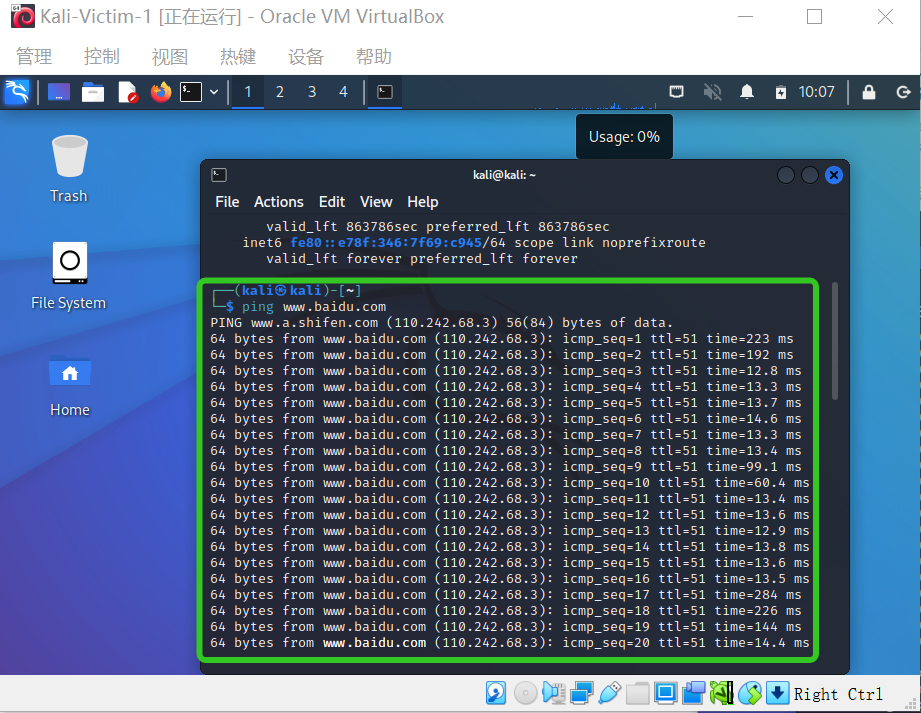 Kali-Victim-1 [正在运行] - Oracle VM VirtualBox
管理 控制 视图 热键 设备 帮助
1 2 3 4 10:07
Usage: 0%
Trash
File System
Home
kali@kali: ~
File Actions Edit View Help
valid_lft 863786sec preferred_lft 863786sec
inet6 fe80::e78f:346:7f69:c945/64 scope link noprefixroute
valid_lft forever preferred_lft forever
┌──(kali㉿kali)-[~]
└─$ ping www.baidu.com
PING www.a.shifen.com (110.242.68.3) 56(84) bytes of data.
64 bytes from www.baidu.com (110.242.68.3): icmp_seq=1 ttl=51 time=223 ms
64 bytes from www.baidu.com (110.242.68.3): icmp_seq=2 ttl=51 time=192 ms
64 bytes from www.baidu.com (110.242.68.3): icmp_seq=3 ttl=51 time=12.8 ms
64 bytes from www.baidu.com (110.242.68.3): icmp_seq=4 ttl=51 time=13.3 ms
64 bytes from www.baidu.com (110.242.68.3): icmp_seq=5 ttl=51 time=13.7 ms
64 bytes from www.baidu.com (110.242.68.3): icmp_seq=6 ttl=51 time=14.6 ms
64 bytes from www.baidu.com (110.242.68.3): icmp_seq=7 ttl=51 time=13.3 ms
64 bytes from www.baidu.com (110.242.68.3): icmp_seq=8 ttl=51 time=13.4 ms
64 bytes from www.baidu.com (110.242.68.3): icmp_seq=9 ttl=51 time=99.1 ms
64 bytes from www.baidu.com (110.242.68.3): icmp_seq=10 ttl=51 time=60.4 ms
64 bytes from www.baidu.com (110.242.68.3): icmp_seq=11 ttl=51 time=13.4 ms
64 bytes from www.baidu.com (110.242.68.3): icmp_seq=12 ttl=51 time=13.6 ms
64 bytes from www.baidu.com (110.242.68.3): icmp_seq=13 ttl=51 time=12.9 ms
64 bytes from www.baidu.com (110.242.68.3): icmp_seq=14 ttl=51 time=13.8 ms
64 bytes from www.baidu.com (110.242.68.3): icmp_seq=15 ttl=51 time=13.6 ms
64 bytes from www.baidu.com (110.242.68.3): icmp_seq=16 ttl=51 time=13.5 ms
64 bytes from www.baidu.com (110.242.68.3): icmp_seq=17 ttl=51 time=284 ms
64 bytes from www.baidu.com (110.242.68.3): icmp_seq=18 ttl=51 time=226 ms
64 bytes from www.baidu.com (110.242.68.3): icmp_seq=19 ttl=51 time=144 ms
64 bytes from www.baidu.com (110.242.68.3): icmp_seq=20 ttl=51 time=14.4 ms
Right Ctrl